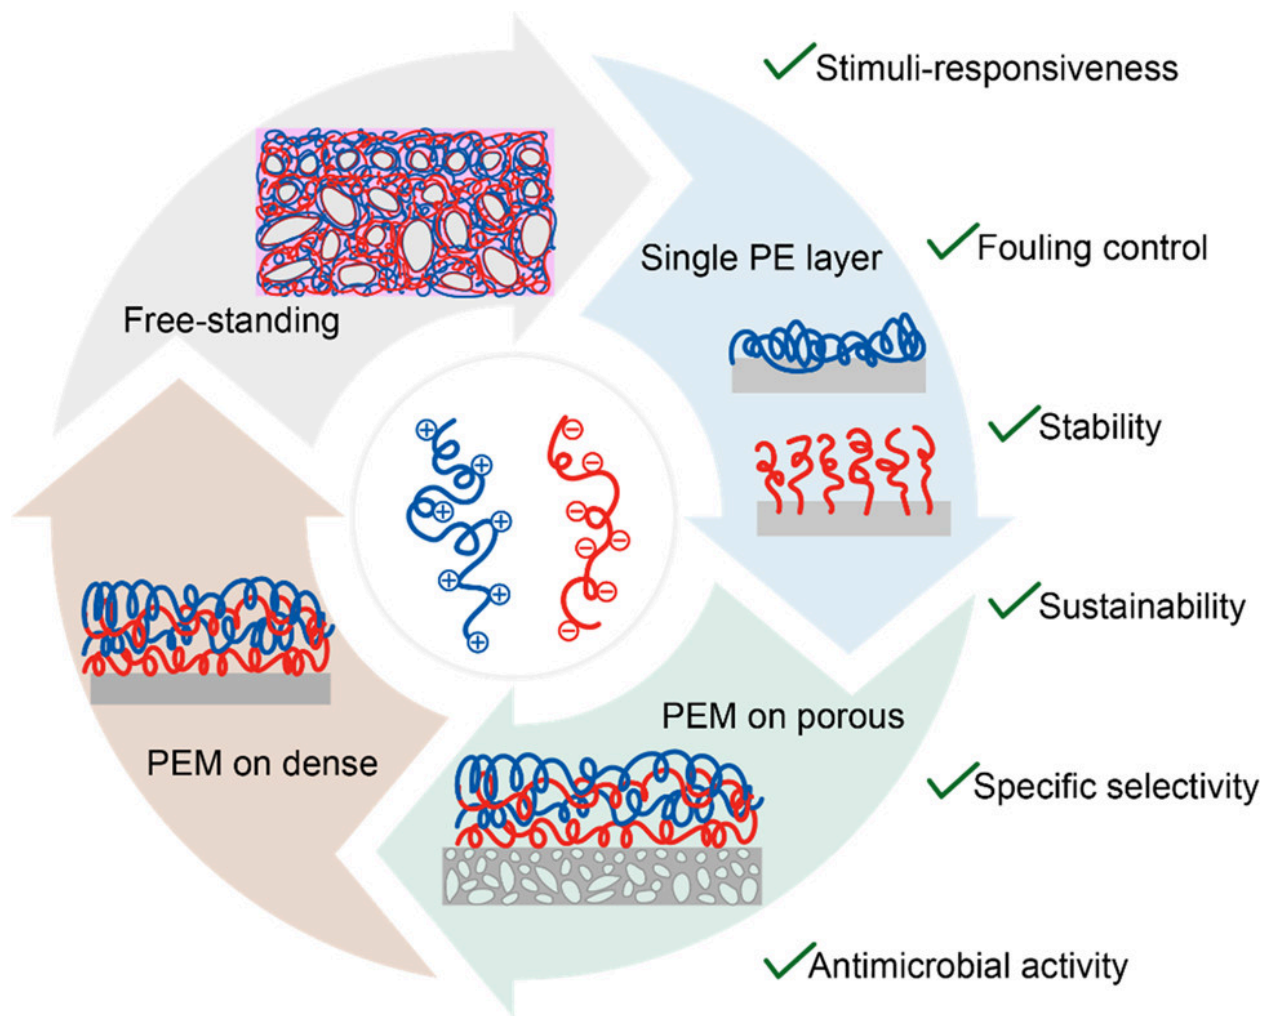 Stimuli-responsiveness
Single PE layer
Fouling control
Free-standing
Stability
Sustainability
PEM on porous
PEM on dense
Specific selectivity
Antimicrobial activity